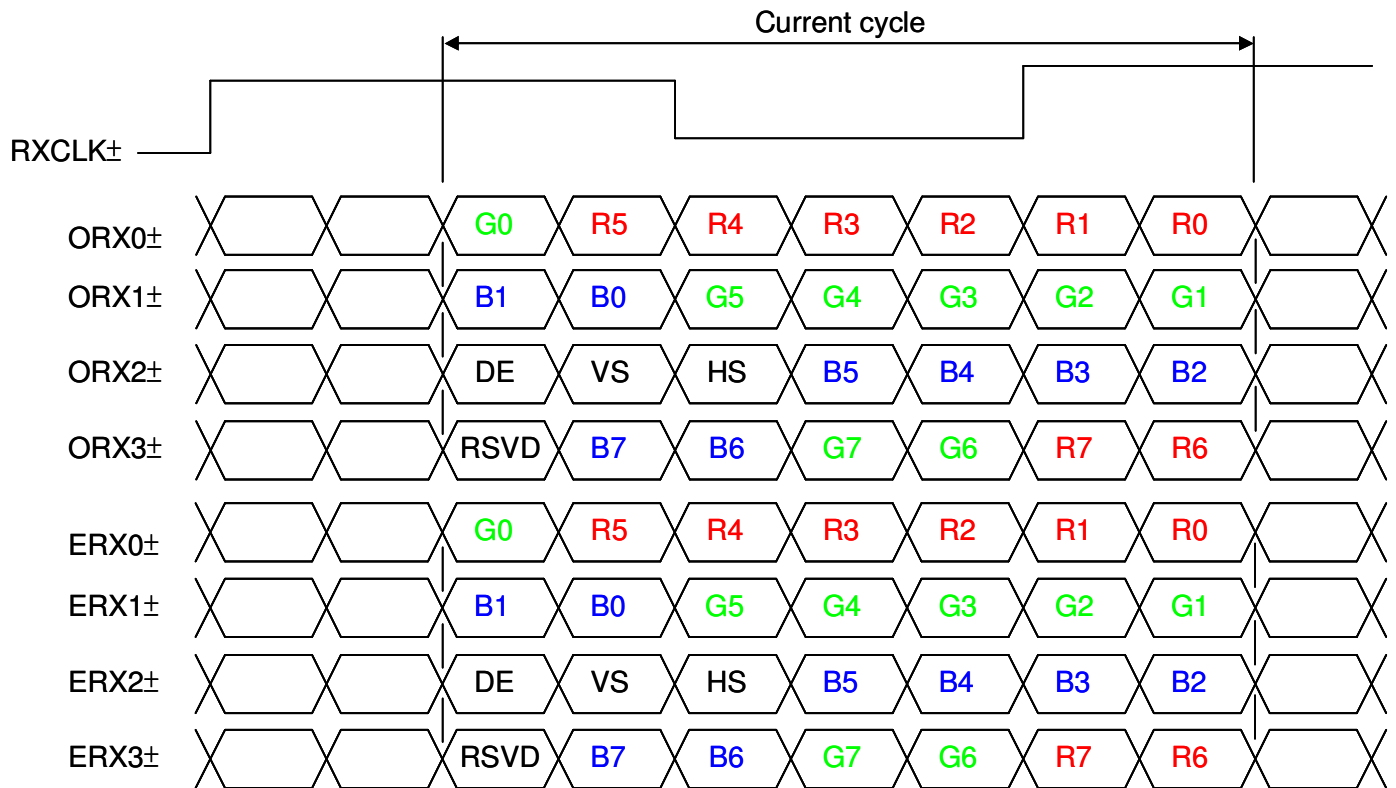 Current cycle
RXCLK±
ORX0± G0 R5 R4 R3 R2 R1 R0
ORX1± B1 B0 G5 G4 G3 G2 G1
ORX2± DE VS HS B5 B4 B3 B2
ORX3± RSVD B7 B6 G7 G6 R7 R6
ERX0± G0 R5 R4 R3 R2 R1 R0
ERX1± B1 B0 G5 G4 G3 G2 G1
ERX2± DE VS HS B5 B4 B3 B2
ERX3± RSVD B7 B6 G7 G6 R7 R6